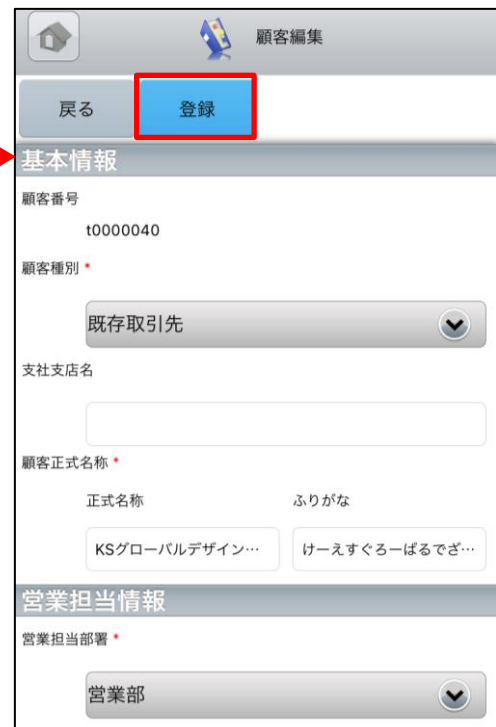 顧客編集
戻る 登録
基本情報
顧客番号
t0000040
顧客種別 *
既存取引先
支社支店名
顧客正式名称 *
正式名称 ふりがな
KSグローバルデザイン… けーえすぐろーばるでざ…
営業担当情報
営業担当部署 *
営業部